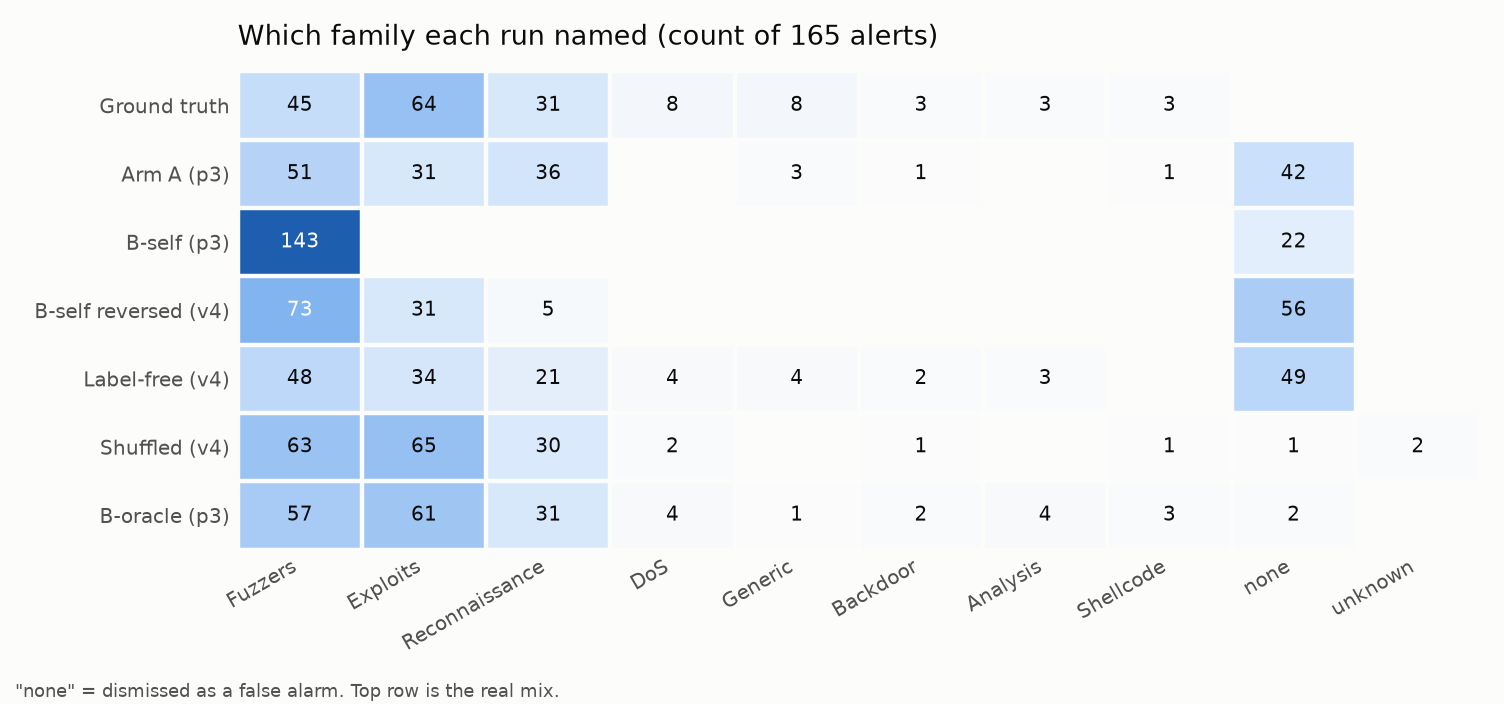 Which family each run named (count of 165 alerts)
Ground truth 45 64 31 8 8 3 3 3
Arm A (p3) 51 31 36 3 1 1 42
B-self (p3) 143 22
B-self reversed (v4) 73 31 5 56
Label-free (v4) 48 34 21 4 4 2 3 49
Shuffled (v4) 63 65 30 2 1 1 1 2
B-oracle (p3) 57 61 31 4 1 2 4 3 2
Fuzzers Exploits Reconnaissance DoS Generic Backdoor Analysis Shellcode none unknown
"none" = dismissed as a false alarm. Top row is the real mix.